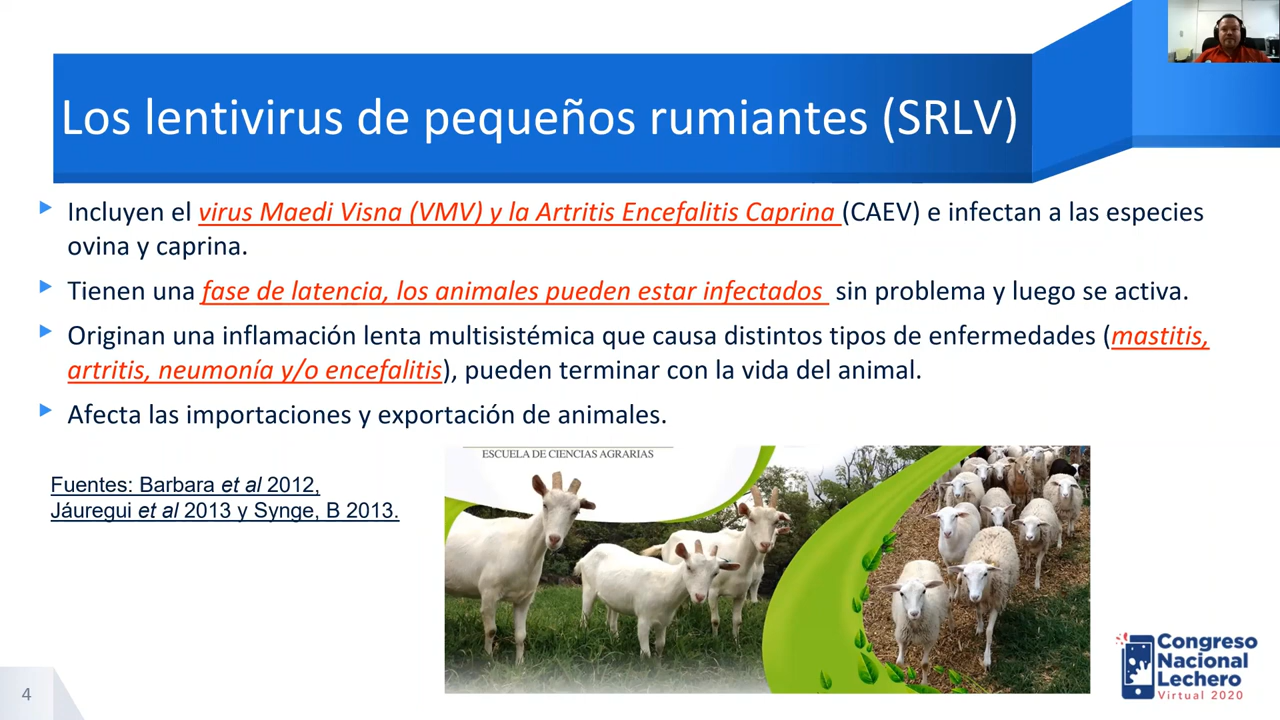 Los lentivirus de pequeños rumiantes (SRLV)
Incluyen el virus Maedi Visna (VMV) y la Artritis Encefalitis Caprina (CAEV) e infectan a las especies
ovina y caprina.
Tienen una fase de latencia, los animales pueden estar infectados sin problema y luego se activa.
Originan una inflamación lenta multisistémica que causa distintos tipos de enfermedades (mastitis,
artritis, neumonía y/o encefalitis), pueden terminar con la vida del animal.
Afecta las importaciones y exportación de animales.
ESCUELA DE CIENCIAS AGRARIAS
Fuentes: Barbara et al 2012,
Jáuregui et al 2013 y Synge, B 2013.
Congreso
Nacional
Lechero
Virtual 2020
4